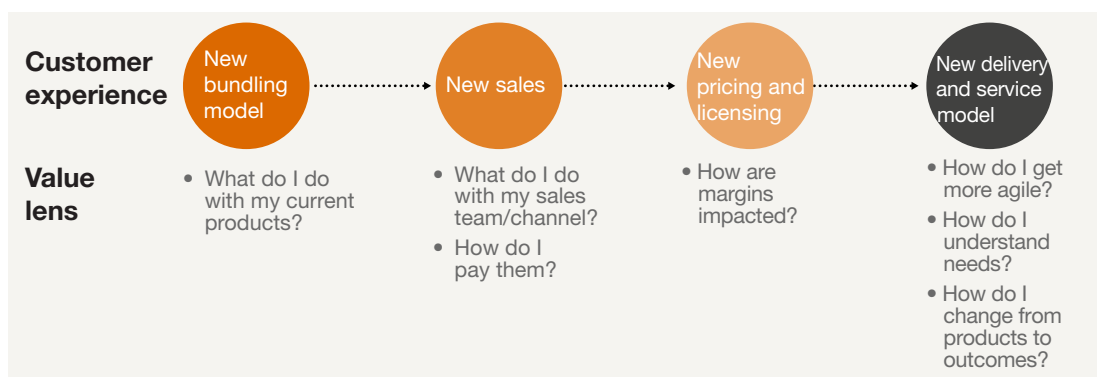 Customer
experience
New
bundling
model
New sales
New
pricing and
licensing
New delivery
and service
model
Value
lens
• What do I do
with my current
products?
• What do I do
with my sales
team/channel?
• How do I
pay them?
• How are
margins
impacted?
• How do I get
more agile?
• How do I
understand
needs?
• How do I
change from
products to
outcomes?